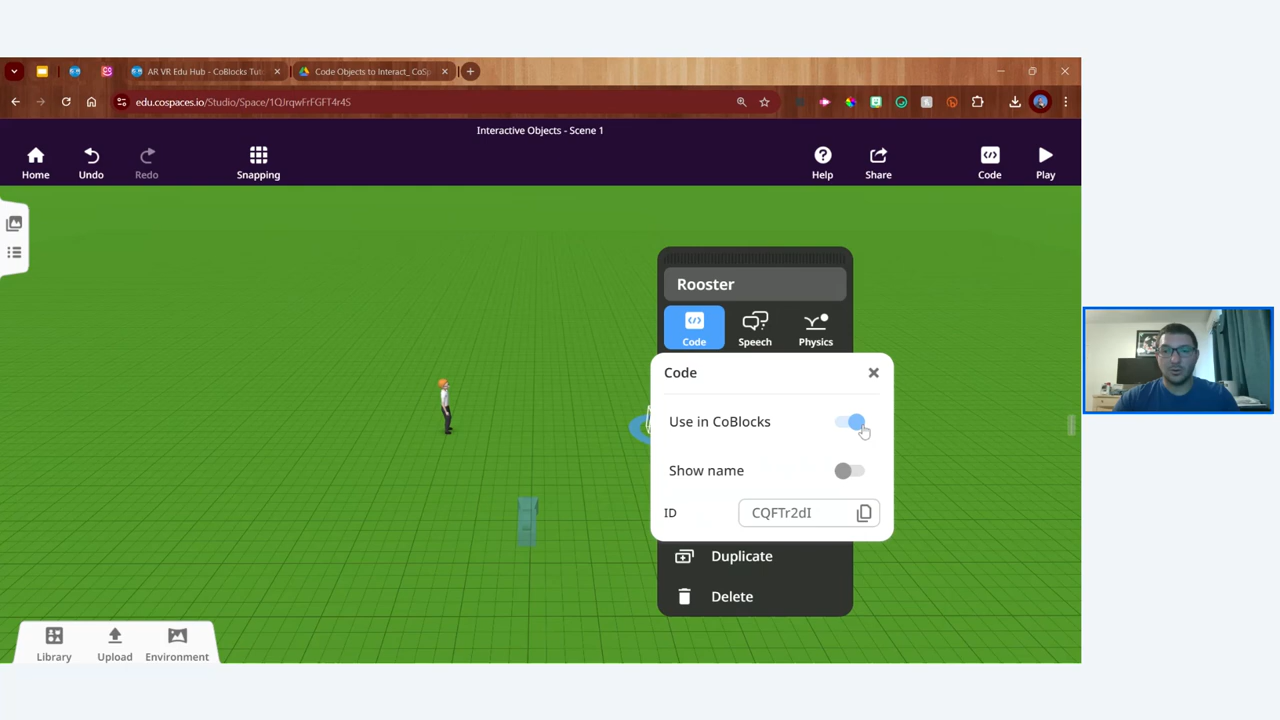 AR VR Edu Hub - CoBlocks Tut
Code Objects to Interact_ CoSp
edu.cospaces.io/Studio/Space/1QJrqwFrFGFT4r4S
Interactive Objects - Scene 1
Home
Undo
Redo
Snapping
Help
Share
Code
Play
Rooster
Code
Speech
Physics
Code
Use in CoBlocks
Show name
ID
CQFTr2dI
Duplicate
Delete
Library
Upload
Environment